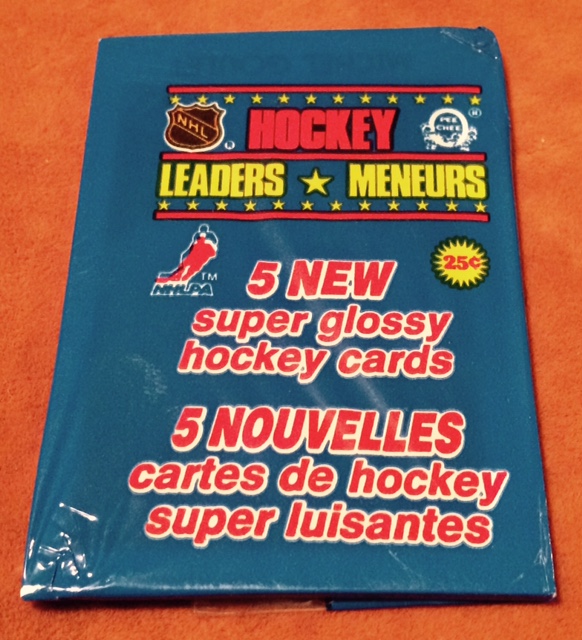 NHL ® HOCKEY O PEE CHEE ®
LEADERS ★ MENEURS
NHLPA TM
25¢
5 NEW
super glossy
hockey cards
5 NOUVELLES
cartes de hockey
super luisantes